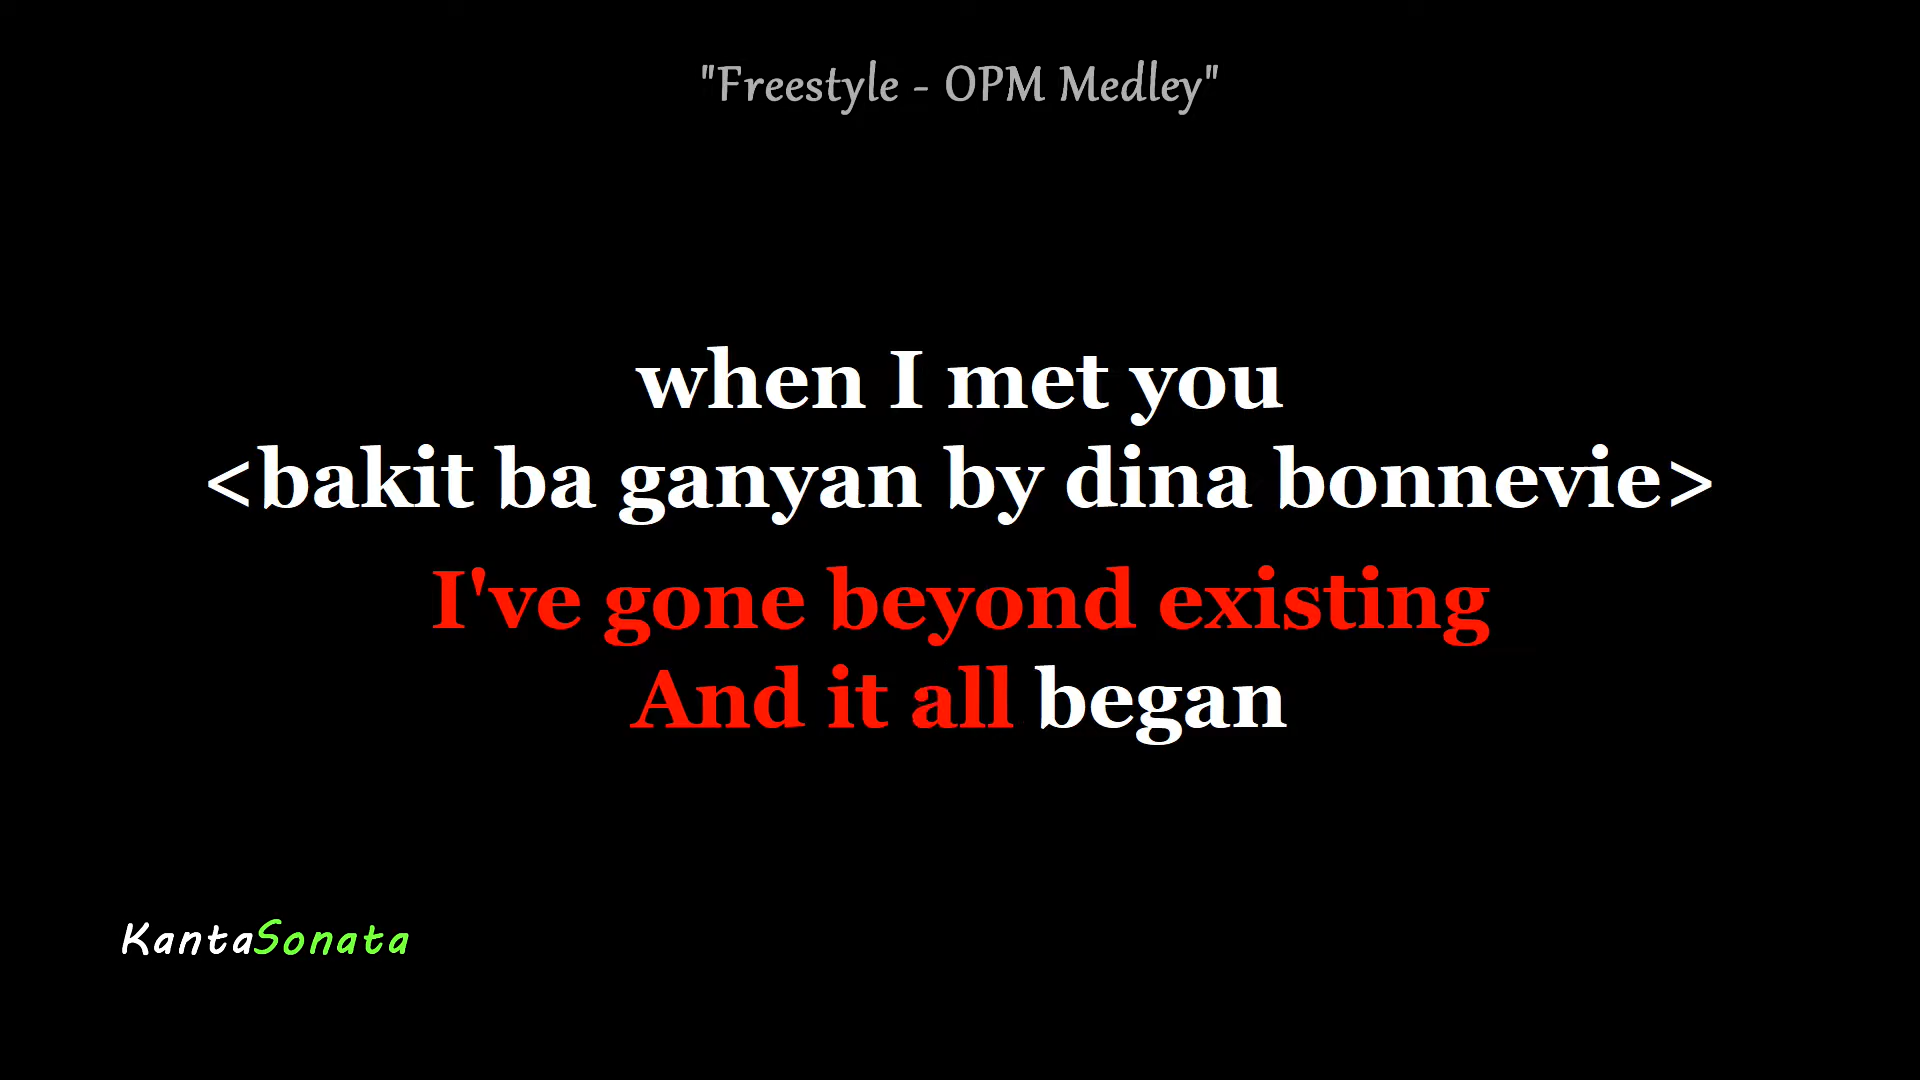 "Freestyle - OPM Medley"
when I met you
<bakit ba ganyan by dina bonnevie>
I've gone beyond existing
And it all began
KantaSonata